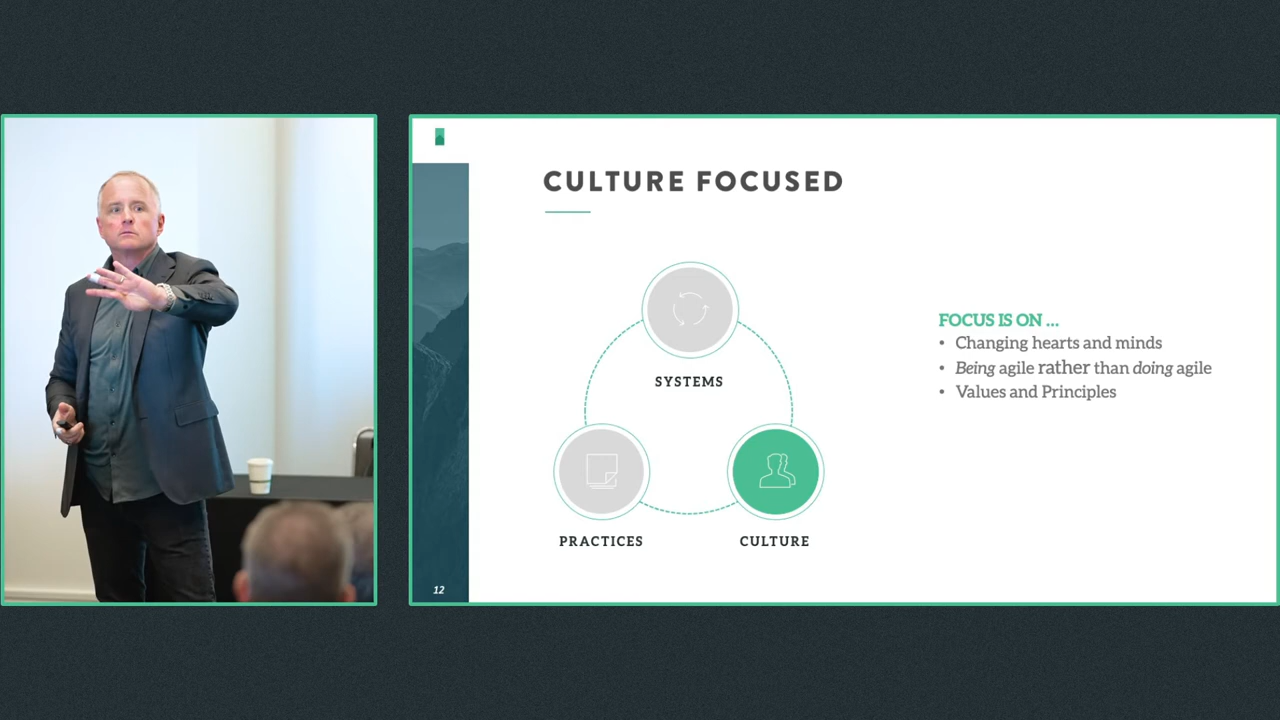 CULTURE FOCUSED
SYSTEMS
PRACTICES
CULTURE
FOCUS IS ON ...
• Changing hearts and minds
• Being agile rather than doing agile
• Values and Principles
12